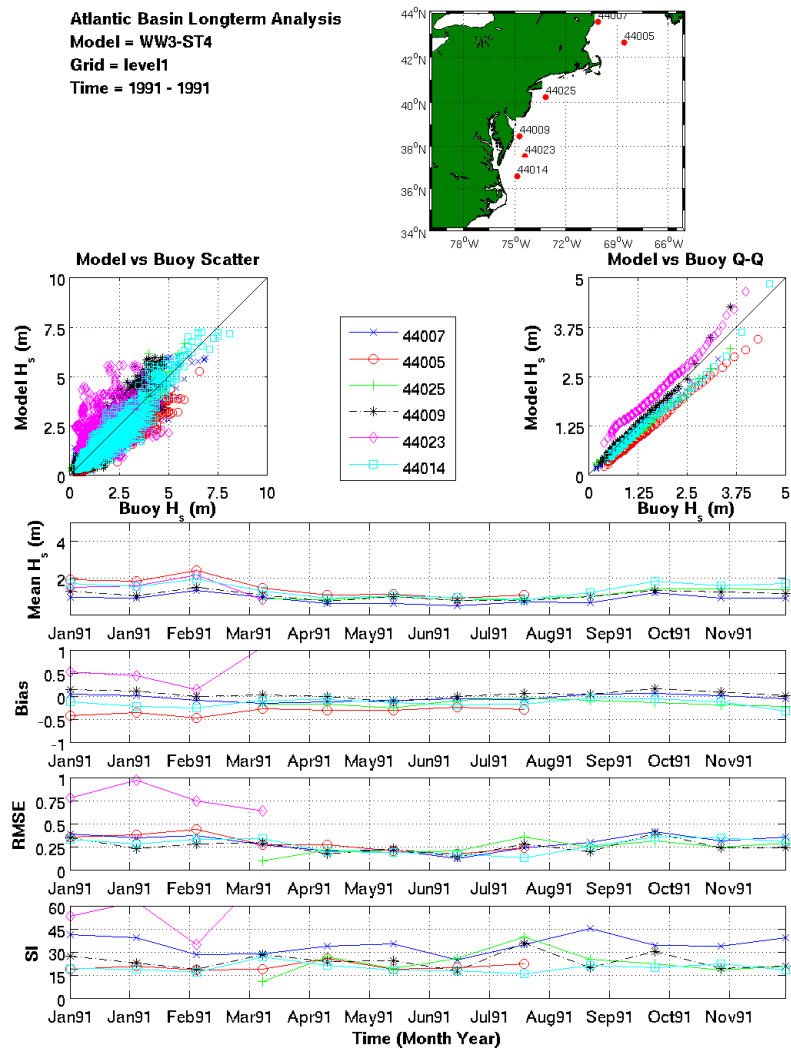 Atlantic Basin Longterm Analysis
Model = WW3-ST4
Grid = level1
Time = 1991 - 1991
44°N
42°N
40°N
38°N
36°N
34°N
44007
44005
44025
44009
44023
44014
78°W 75°W 72°W 69°W 66°W
Model vs Buoy Scatter
Model Hs (m)
10
7.5
5
2.5
0
0 2.5 5 7.5 10
Buoy Hs (m)
44007
44005
44025
44009
44023
44014
Model vs Buoy Q-Q
Model Hs (m)
5
3.75
2.5
1.25
0
0 1.25 2.5 3.75 5
Buoy Hs (m)
Mean Hs (m)
4
2
Jan91 Jan91 Feb91 Mar91 Apr91 May91 Jun91 Jul91 Aug91 Sep91 Oct91 Nov91
Bias
1
0.5
0
-0.5
-1
Jan91 Jan91 Feb91 Mar91 Apr91 May91 Jun91 Jul91 Aug91 Sep91 Oct91 Nov91
RMSE
1
0.75
0.5
0.25
0
Jan91 Jan91 Feb91 Mar91 Apr91 May91 Jun91 Jul91 Aug91 Sep91 Oct91 Nov91
SI
60
45
30
15
0
Jan91 Jan91 Feb91 Mar91 Apr91 May91 Jun91 Jul91 Aug91 Sep91 Oct91 Nov91
Time (Month Year)